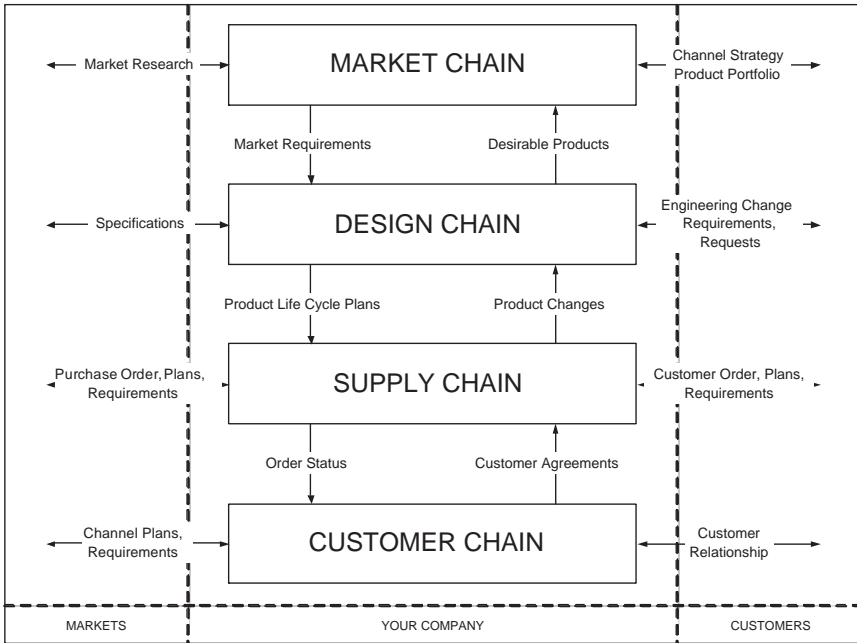 MARKET CHAIN
Market Research
Channel Strategy
Product Portfolio
Market Requirements
Desirable Products
DESIGN CHAIN
Specifications
Engineering Change
Requirements,
Requests
Product Life Cycle Plans
Product Changes
SUPPLY CHAIN
Purchase Order, Plans,
Requirements
Customer Order, Plans,
Requirements
Order Status
Customer Agreements
CUSTOMER CHAIN
Channel Plans,
Requirements
Customer
Relationship
MARKETS
YOUR COMPANY
CUSTOMERS